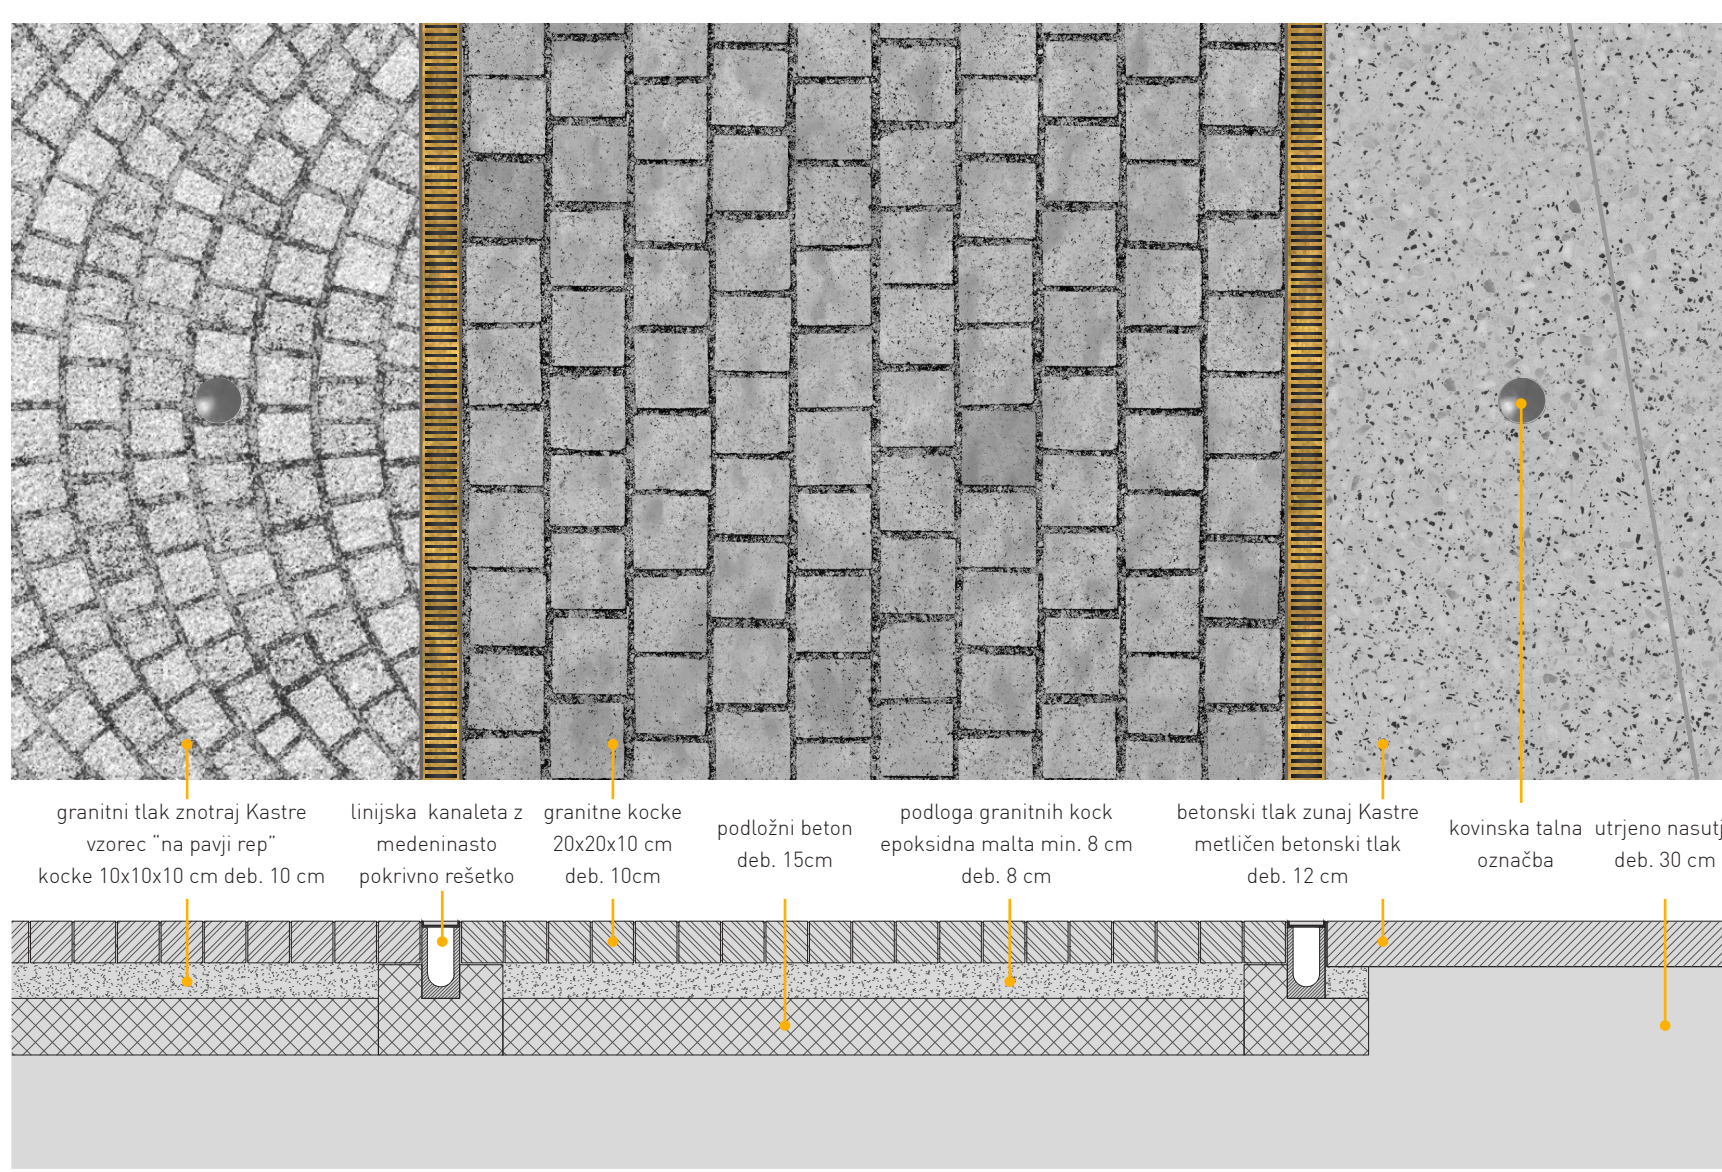 granitni tlak znotraj Kastre
vzorec “na pavji rep”
kocke 10x10x10 cm deb. 10 cm
linijska kanaleta z
medeninasto
pokrivno rešetko
granitne kocke
20x20x10 cm
deb. 10cm
podložni beton
deb. 15cm
podloga granitnih kock
epoksidna malta min. 8 cm
deb. 8 cm
betonski tlak zunaj Kastre
metličen betonski tlak
deb. 12 cm
kovinska talna
označba
utrjeno
deb. 30 cm